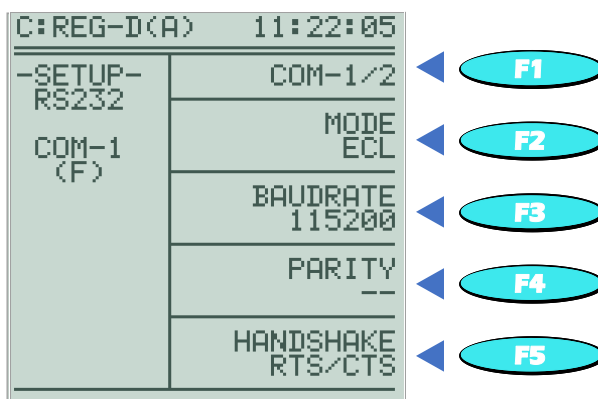 C:REG-D(A) 11:22:05
-SETUP-
RS232
COM-1
(F)
COM-1/2
F1
MODE
ECL
F2
BAUDRATE
115200
F3
PARITY
--
F4
HANDSHAKE
RTS/CTS
F5